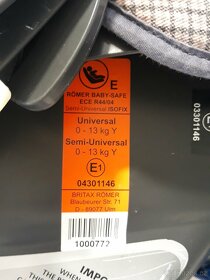 E
RÖMER BABY-SAFE
ECE R44/04
Semi-Universal ISOFIX
Universal
0 - 13 kg Y
Semi-Universal
0 - 13 kg Y
E1
04301146
BRITAX RÖMER
Blaubeurer Str. 71
D - 89077 Ulm
1000772
03301146
IMPO
WHEN